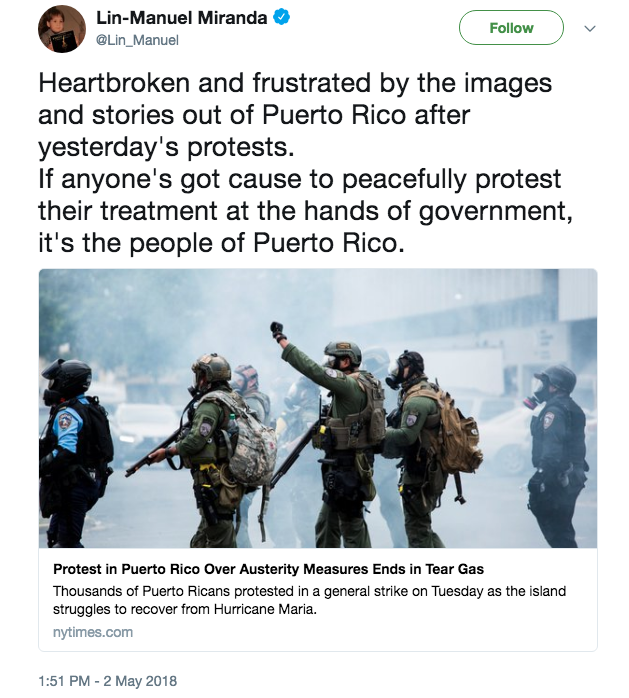 Lin-Manuel Miranda
@Lin_Manuel
Follow
Heartbroken and frustrated by the images
and stories out of Puerto Rico after
yesterday's protests.
If anyone's got cause to peacefully protest
their treatment at the hands of government,
it's the people of Puerto Rico.
Protest in Puerto Rico Over Austerity Measures Ends in Tear Gas
Thousands of Puerto Ricans protested in a general strike on Tuesday as the island
struggles to recover from Hurricane Maria.
nytimes.com
1:51 PM - 2 May 2018